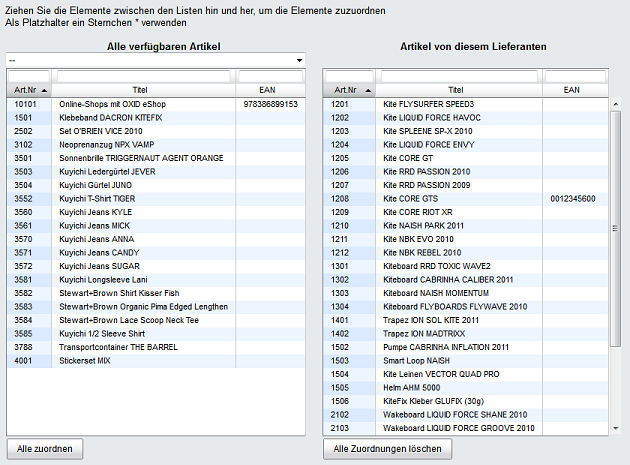 Ziehen Sie die Elemente zwischen den Listen hin und her, um die Elemente zuzuordnen
Als Platzhalter ein Sternchen * verwenden
Alle verfügbaren Artikel
--
Art.Nr Titel EAN
10101 Online-Shops mit OXID eShop 978386899153
1501 Klebeband DACRON KITEFIX
2502 Set O'BRIEN VICE 2010
3102 Neoprenanzug NPX VAMP
3501 Sonnenbrille TRIGGERNAUT AGENT ORANGE
3503 Kuyichi Ledergürtel JEVER
3504 Kuyichi Gürtel JUNO
3552 Kuyichi T-Shirt TIGER
3560 Kuyichi Jeans KYLE
3561 Kuyichi Jeans MICK
3570 Kuyichi Jeans ANNA
3571 Kuyichi Jeans CANDY
3572 Kuyichi Jeans SUGAR
3581 Kuyichi Longsleeve Lani
3582 Stewart+Brown Shirt Kisser Fish
3583 Stewart+Brown Organic Pima Edged Lengthen
3584 Stewart+Brown Lace Scoop Neck Tee
3585 Kuyichi 1/2 Sleeve Shirt
3788 Transportcontainer THE BARREL
4001 Stickerset MIX
Alle zuordnen
Artikel von diesem Lieferanten
Art.Nr Titel EAN
1201 Kite FLYSURFER SPEED3
1202 Kite LIQUID FORCE HAVOC
1203 Kite SPLEENE SP-X 2010
1204 Kite LIQUID FORCE ENVY
1205 Kite CORE GT
1206 Kite RRD PASSION 2010
1207 Kite RRD PASSION 2009
1208 Kite CORE GTS 0012345600
1209 Kite CORE RIOT XR
1210 Kite NAISH PARK 2011
1211 Kite NBK EVO 2010
1212 Kite NBK REBEL 2010
1301 Kiteboard RRD TOXIC WAVE2
1302 Kiteboard CABRINHA CALIBER 2011
1303 Kiteboard NAISH MOMENTUM
1304 Kiteboard FLYBOARDS FLYWAVE 2010
1401 Trapez ION SOL KITE 2011
1402 Trapez ION MADTRIXX
1502 Pumpe CABRINHA INFLATION 2011
1503 Smart Loop NAISH
1504 Kite Leinen VECTOR QUAD PRO
1505 Helm AHM 5000
1506 KiteFix Kleber GLUFIX (30g)
2102 Wakeboard LIQUID FORCE SHANE 2010
2103 Wakeboard LIQUID FORCE GROOVE 2010
Alle Zuordnungen löschen